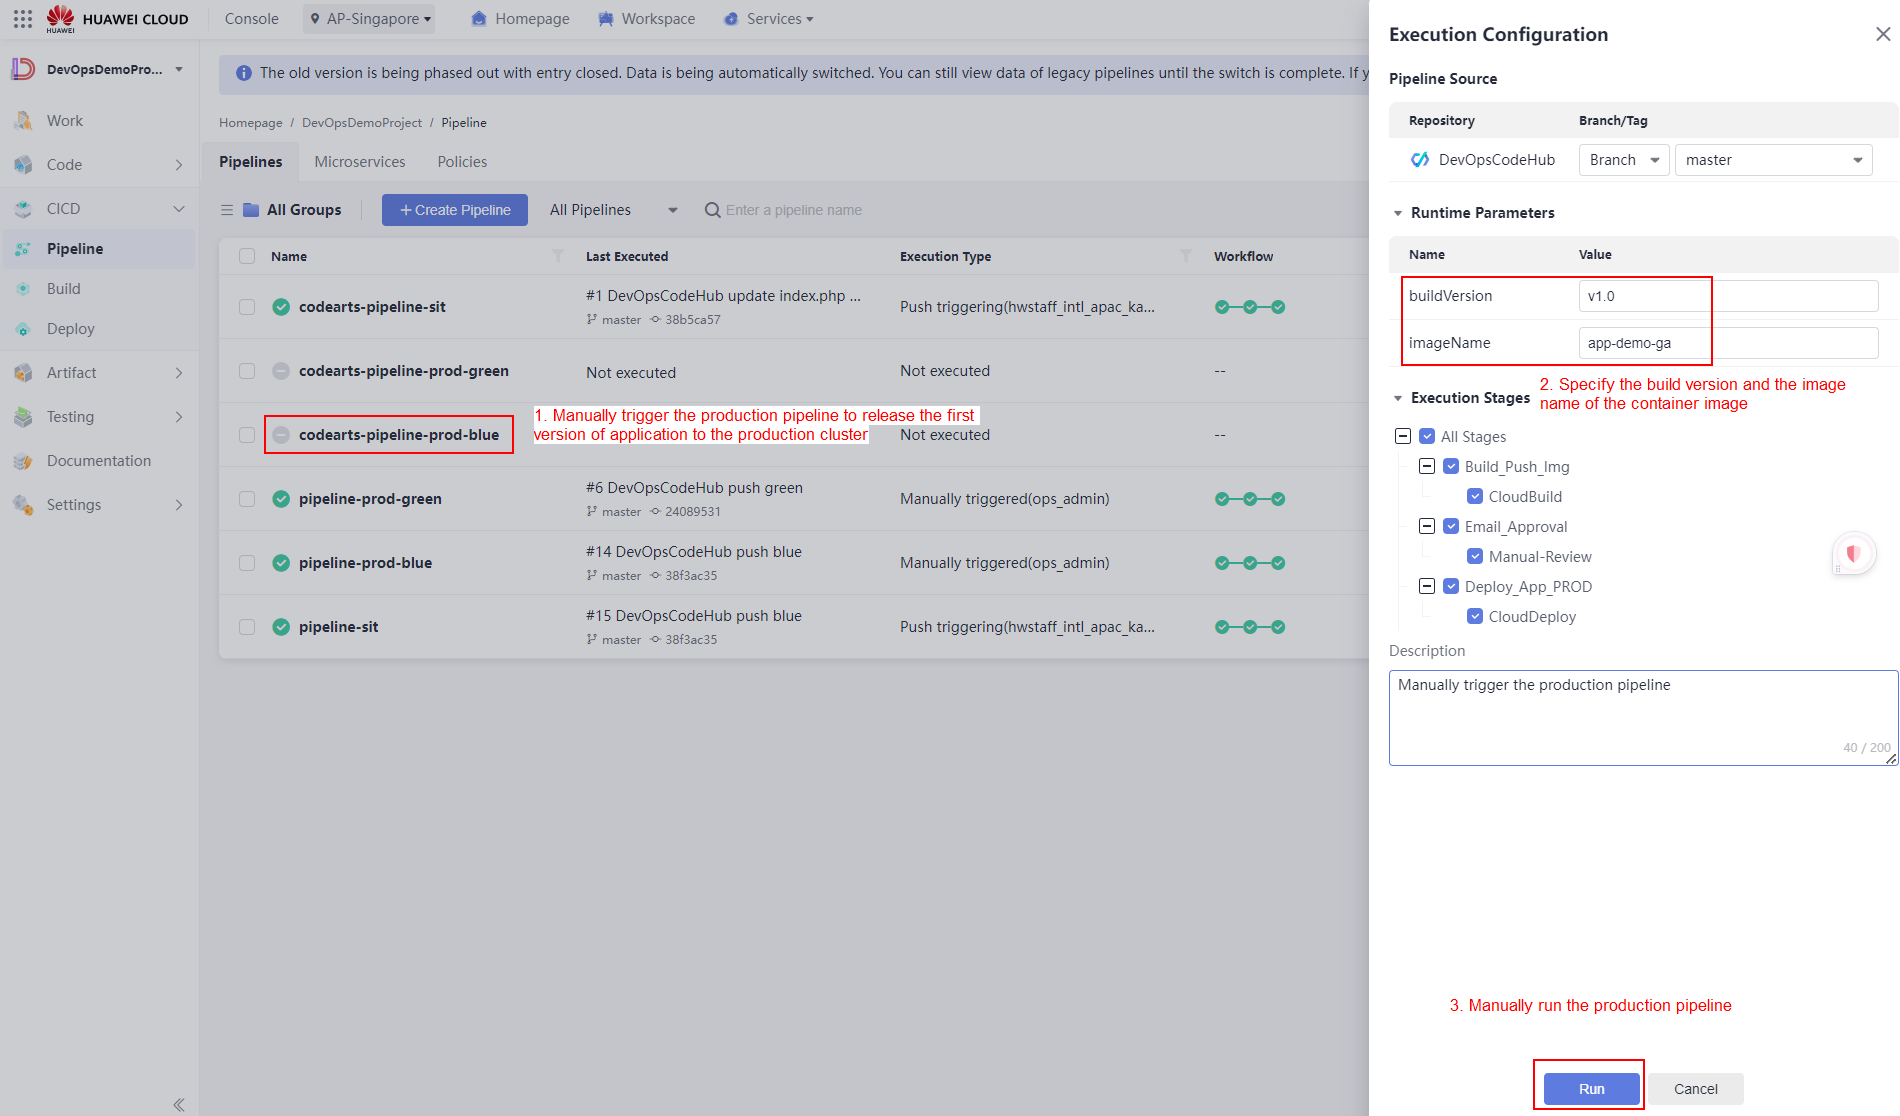 HUAWEI
HUAWEI CLOUD
Console
AP-Singapore
Homepage
Workspace
Services
DevOpsDemoPro...
Work
Code
CICD
Pipeline
Build
Deploy
Artifact
Testing
Documentation
Settings
The old version is being phased out with entry closed. Data is being automatically switched. You can still view data of legacy pipelines until the switch is complete. If y
Homepage / DevOpsDemoProject / Pipeline
Pipelines Microservices Policies
All Groups
+ Create Pipeline
All Pipelines
Enter a pipeline name
Name Last Executed Execution Type Workflow
codearts-pipeline-sit
#1 DevOpsCodeHub update index.php ...
master 38b5ca57
Push triggering(hwstaff_intl_apac_ka...
codearts-pipeline-prod-green
Not executed
Not executed
--
codearts-pipeline-prod-blue
1. Manually trigger the production pipeline to release the first
version of application to the production cluster
Not executed
--
pipeline-prod-green
#6 DevOpsCodeHub push green
master 24089531
Manually triggered(ops_admin)
pipeline-prod-blue
#14 DevOpsCodeHub push blue
master 38f3ac35
Manually triggered(ops_admin)
pipeline-sit
#15 DevOpsCodeHub push blue
master 38f3ac35
Push triggering(hwstaff_intl_apac_ka...
Execution Configuration
Pipeline Source
Repository Branch/Tag
DevOpsCodeHub Branch master
Runtime Parameters
Name Value
buildVersion v1.0
imageName app-demo-ga
2. Specify the build version and the image
name of the container image
Execution Stages
All Stages
Build_Push_Img
CloudBuild
Email_Approval
Manual-Review
Deploy_App_PROD
CloudDeploy
Description
Manually trigger the production pipeline
40 / 200
3. Manually run the production pipeline
Run Cancel